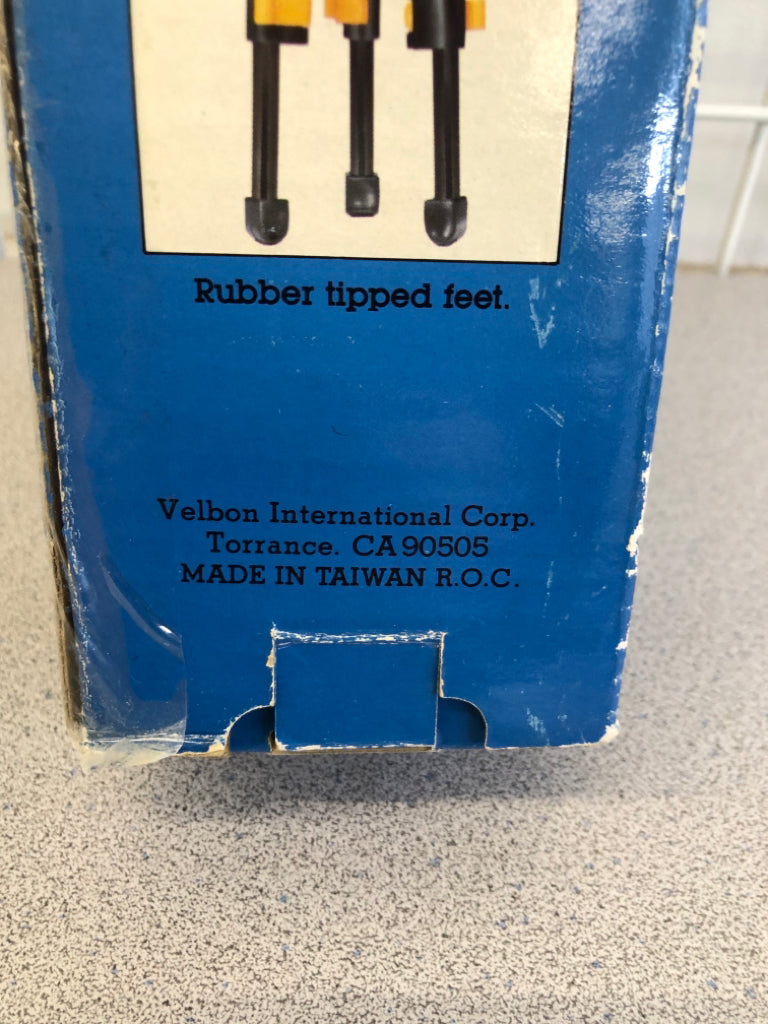 Rubber tipped feet.
Velbon International Corp.
Torrance. CA 90505
MADE IN TAIWAN R.O.C.